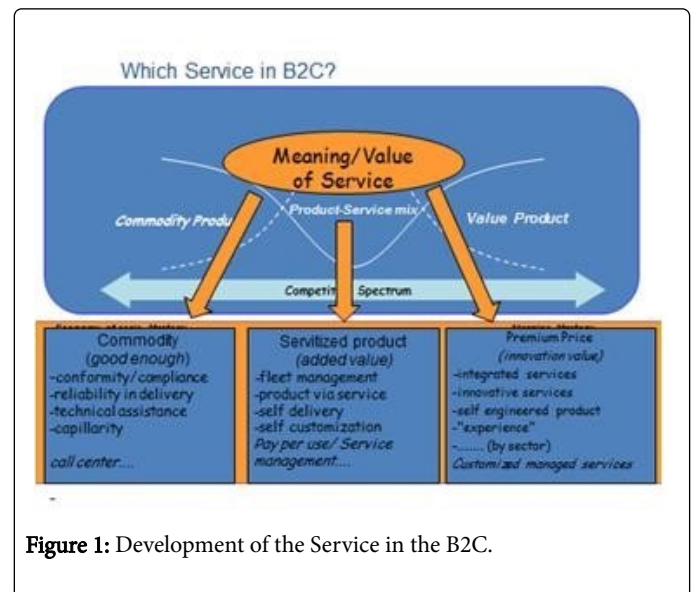 Which Service in B2C?
Meaning/Value
of Service
Commodity Produ
Product-Service mix
Value Product
Competiti Spectrum
Commodity
(good enough)
-conformity/compliance
-reliability in delivery
-technical assistance
-capillarity
call center....
Servitized product
(added value)
-fleet management
-product via service
-self delivery
-self customization
Pay per use/ Service
management....
Premium Price
(innovation value)
-integrated services
-innovative services
-self engineered product
-"experience"
-....... (by sector)
Customized managed services
-
Figure 1: Development of the Service in the B2C.